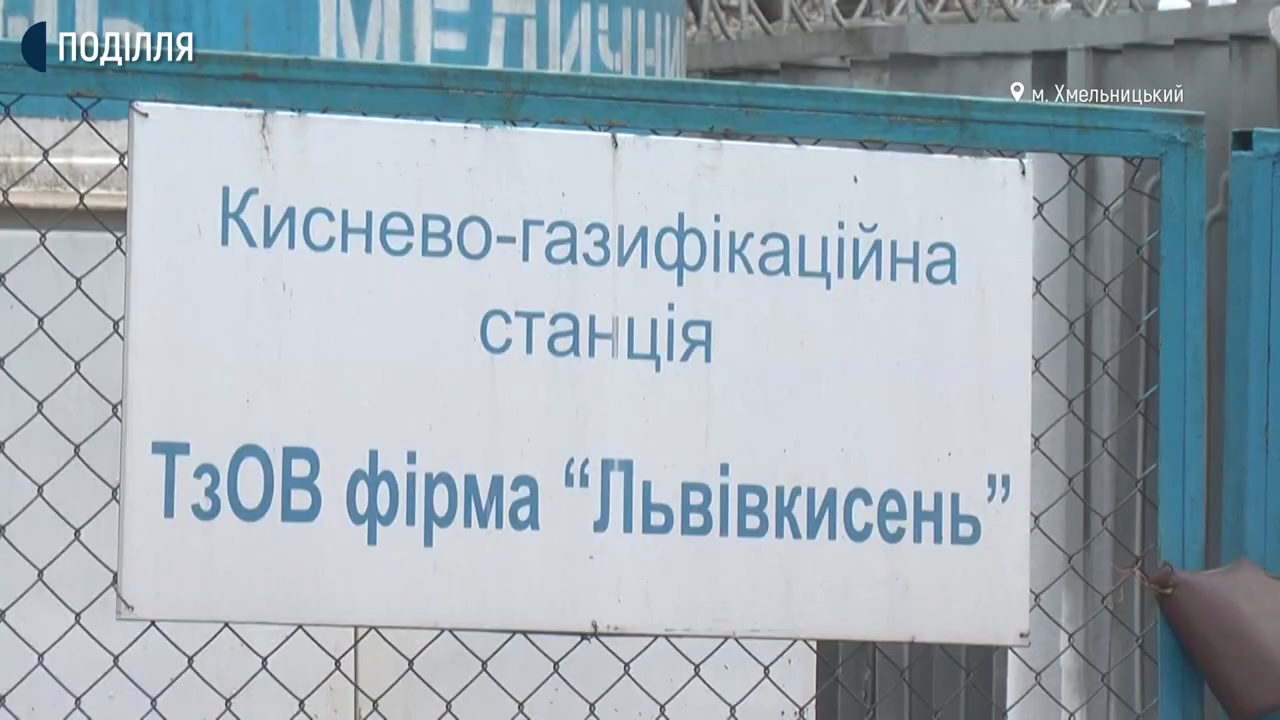 ПОДІЛЛЯ
м. Хмельницький
Киснево-газифікаційна
станція
ТзОВ фірма “Львівкисень”